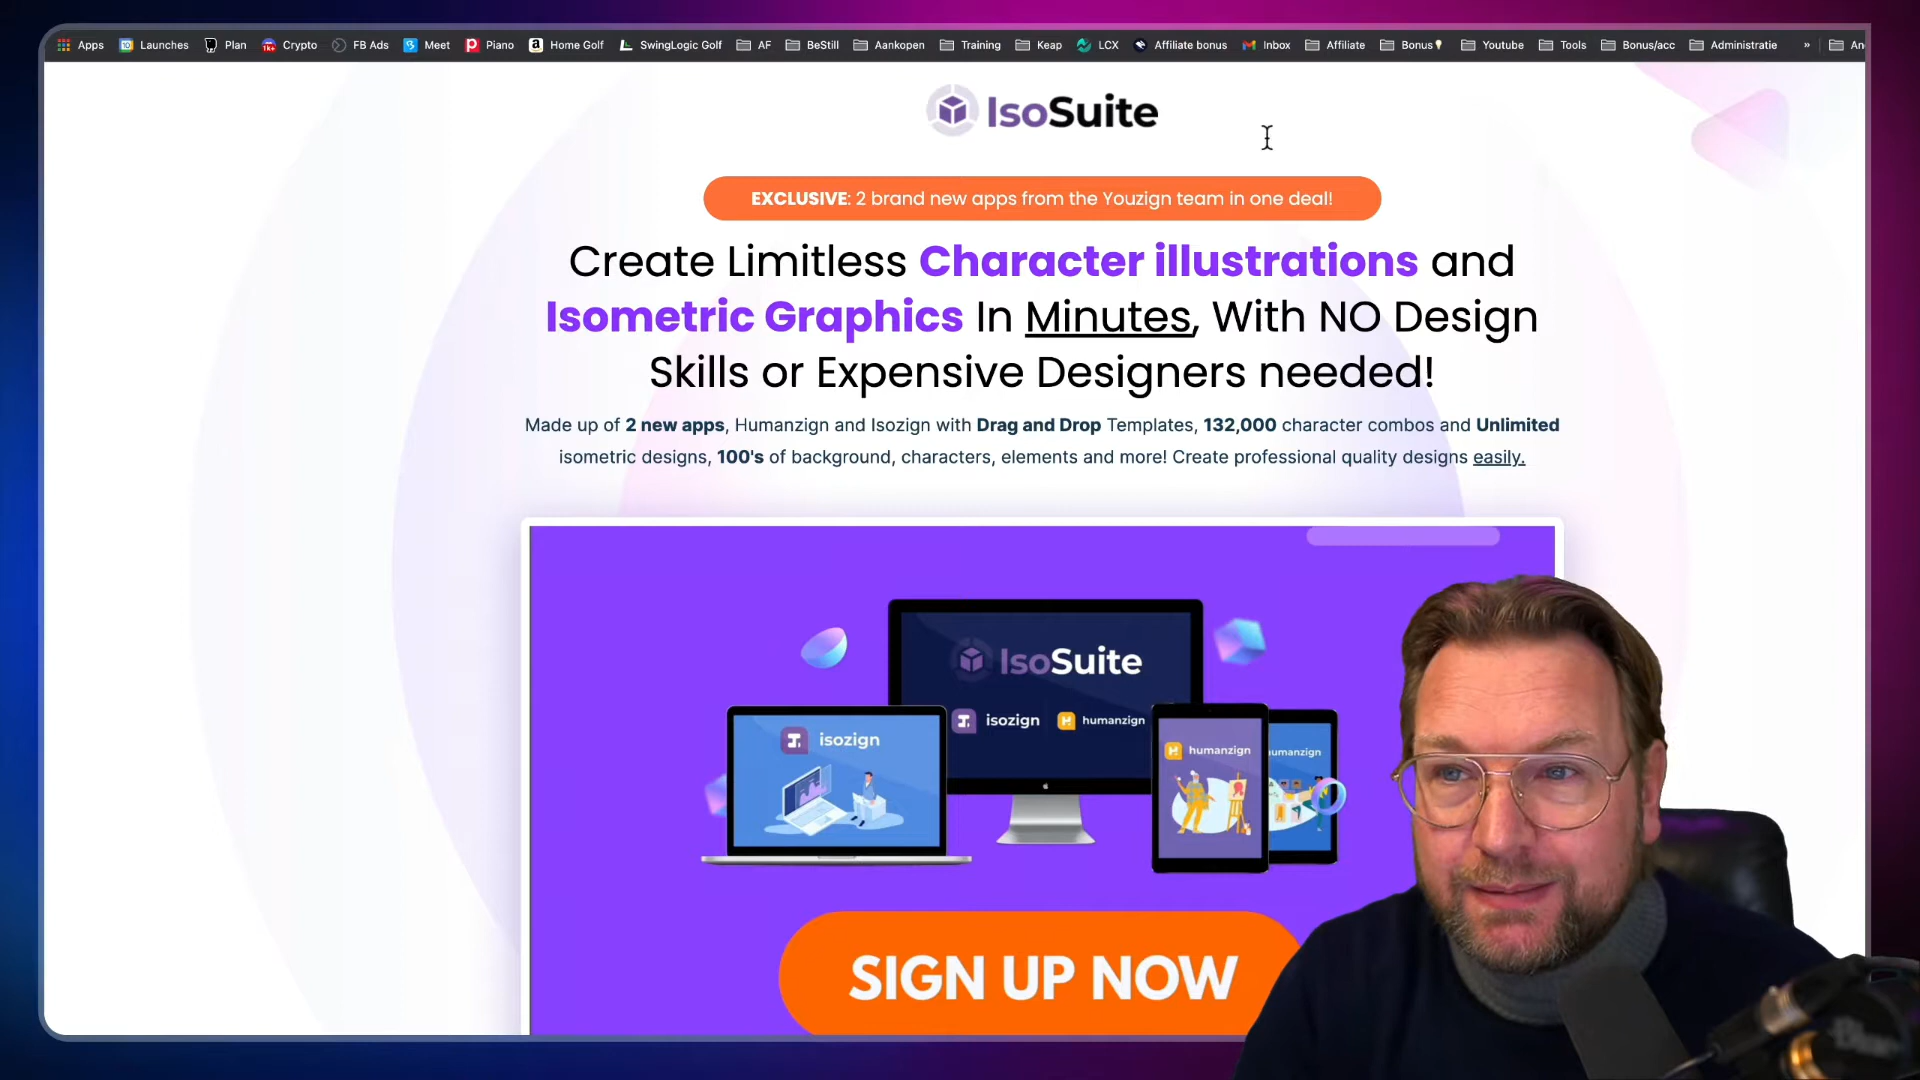 Apps Launches Plan Crypto FB Ads Meet Piano Home Golf SwingLogic Golf AF BeStill Aankopen Training Keap LCX Affiliate bonus Inbox Affiliate Bonus Youtube Tools Bonus/acc Administratie » An
IsoSuite
EXCLUSIVE: 2 brand new apps from the Youzign team in one deal!
Create Limitless Character illustrations and
Isometric Graphics In Minutes, With NO Design
Skills or Expensive Designers needed!
Made up of 2 new apps, Humanzign and Isozign with Drag and Drop Templates, 132,000 character combos and Unlimited
isometric designs, 100's of background, characters, elements and more! Create professional quality designs easily.
IsoSuite
isozign humanzign
isozign
humanzign
humanzign
SIGN UP NOW